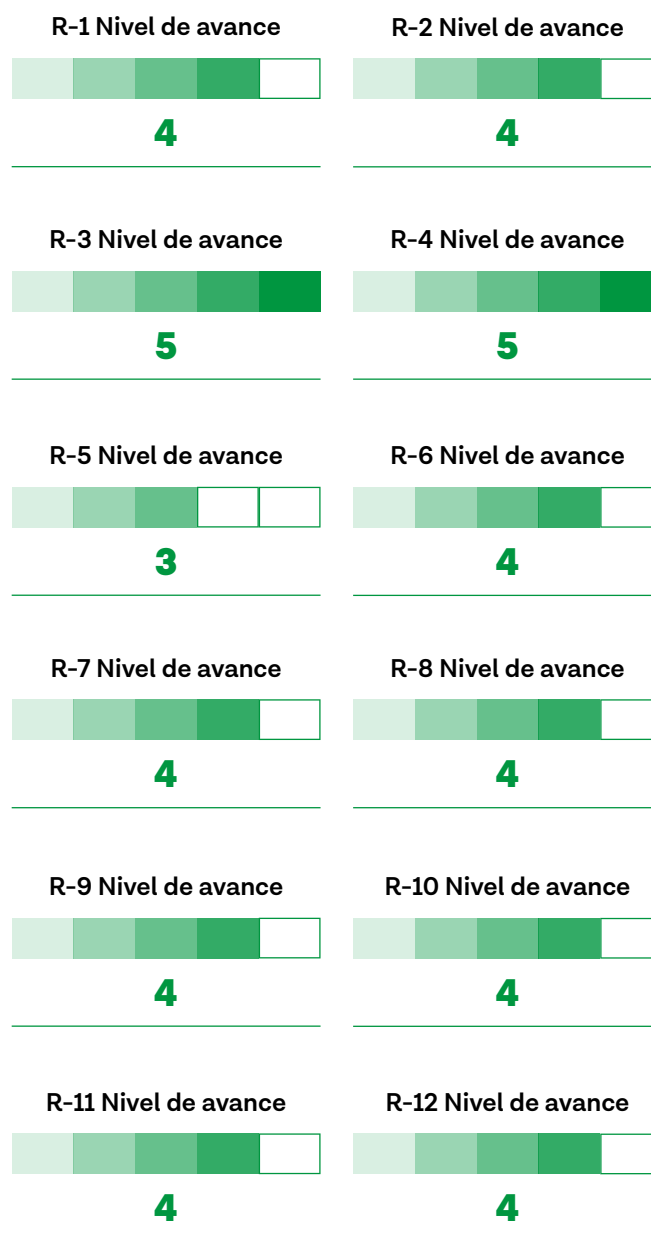 R-1 Nivel de avance
4
R-2 Nivel de avance
4
R-3 Nivel de avance
5
R-4 Nivel de avance
5
R-5 Nivel de avance
3
R-6 Nivel de avance
4
R-7 Nivel de avance
4
R-8 Nivel de avance
4
R-9 Nivel de avance
4
R-10 Nivel de avance
4
R-11 Nivel de avance
4
R-12 Nivel de avance
4